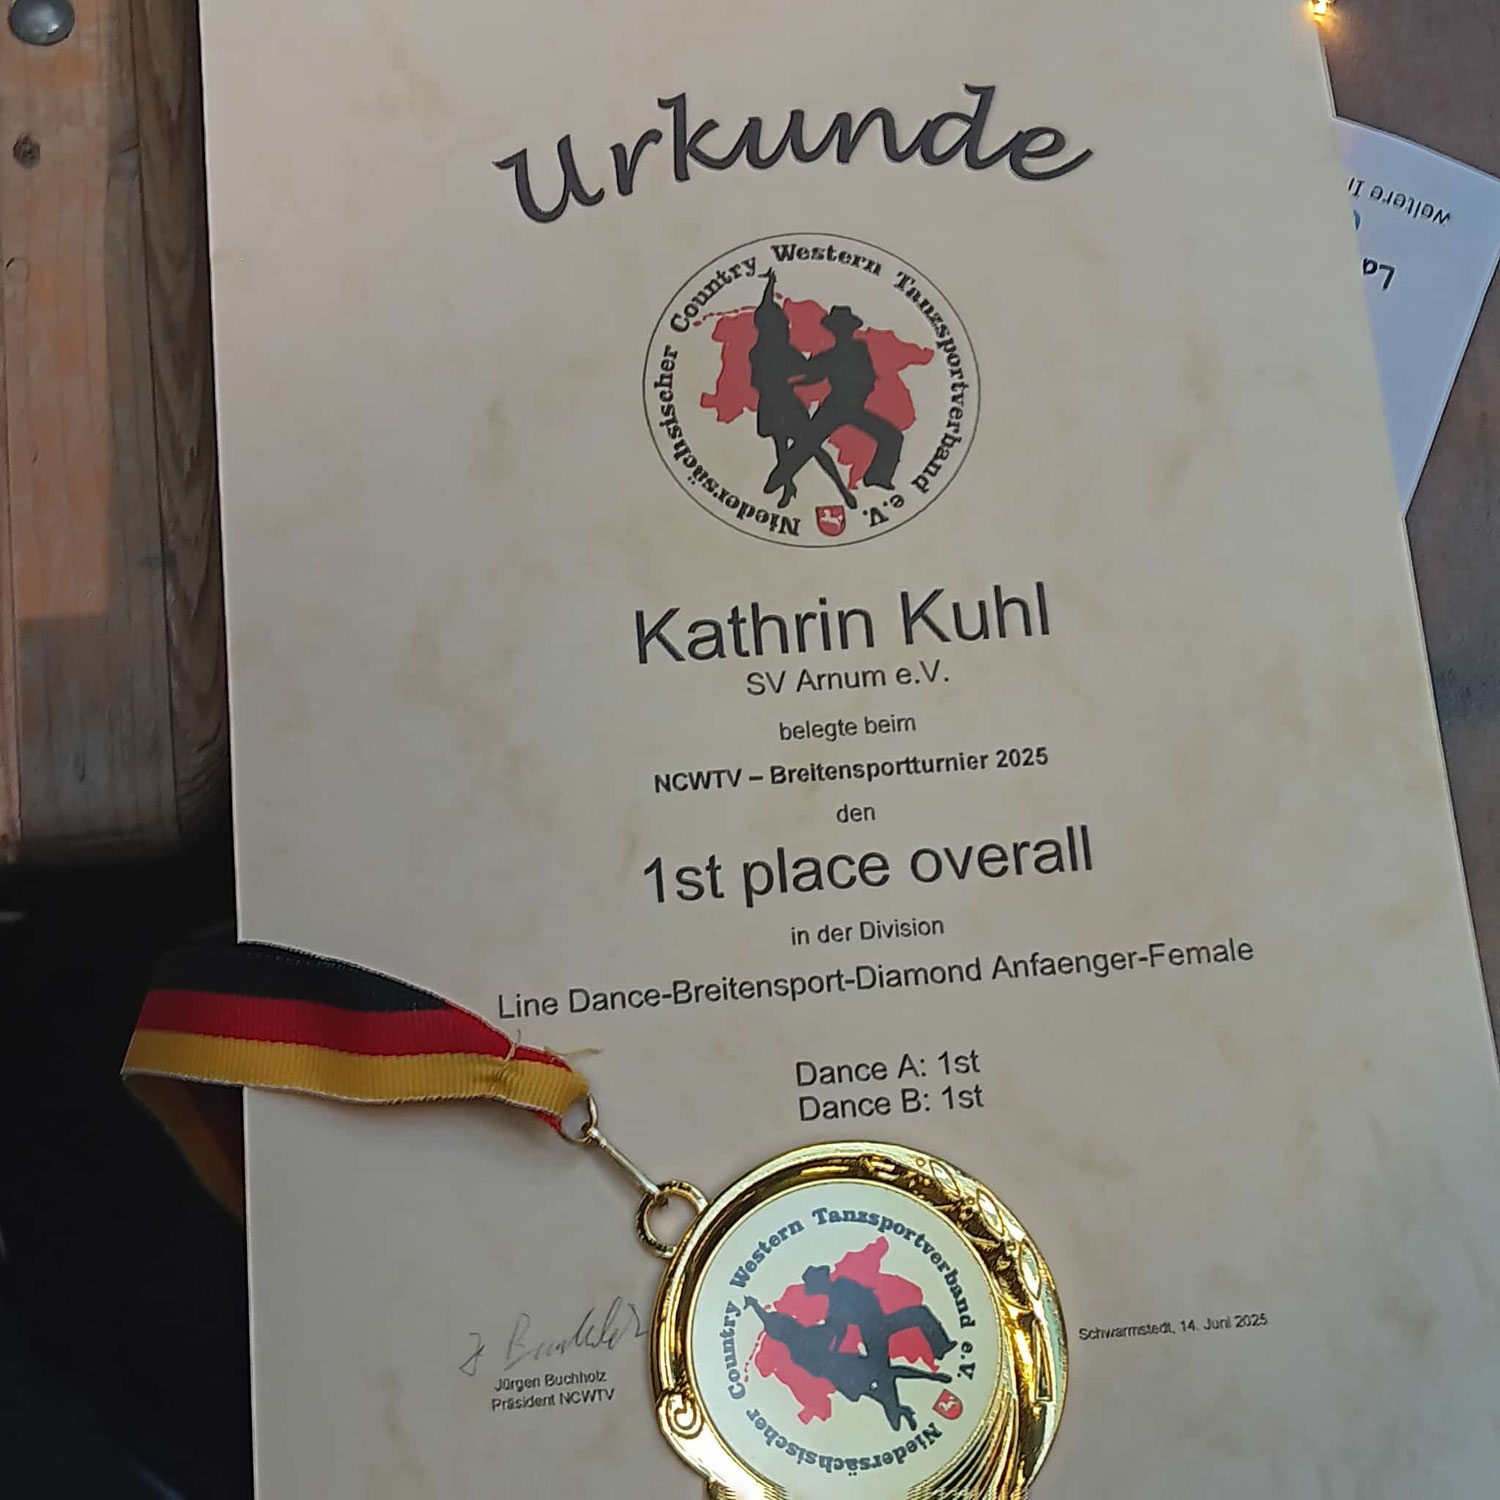 Urkunde
Niedersächsischer Country Western Tanzsportverband e.V.
Kathrin Kuhl
SV Arnum e.V.
belegte beim
NCWTV – Breitensportturnier 2025
den
1st place overall
in der Division
Line Dance-Breitensport-Diamond Anfaenger-Female
Dance A: 1st
Dance B: 1st
Jürgen Buchholz
Präsident NCWTV
Schwarmstedt, 14. Juni 2025
Niedersächsischer Country Western Tanzsportverband e.V.
weitere